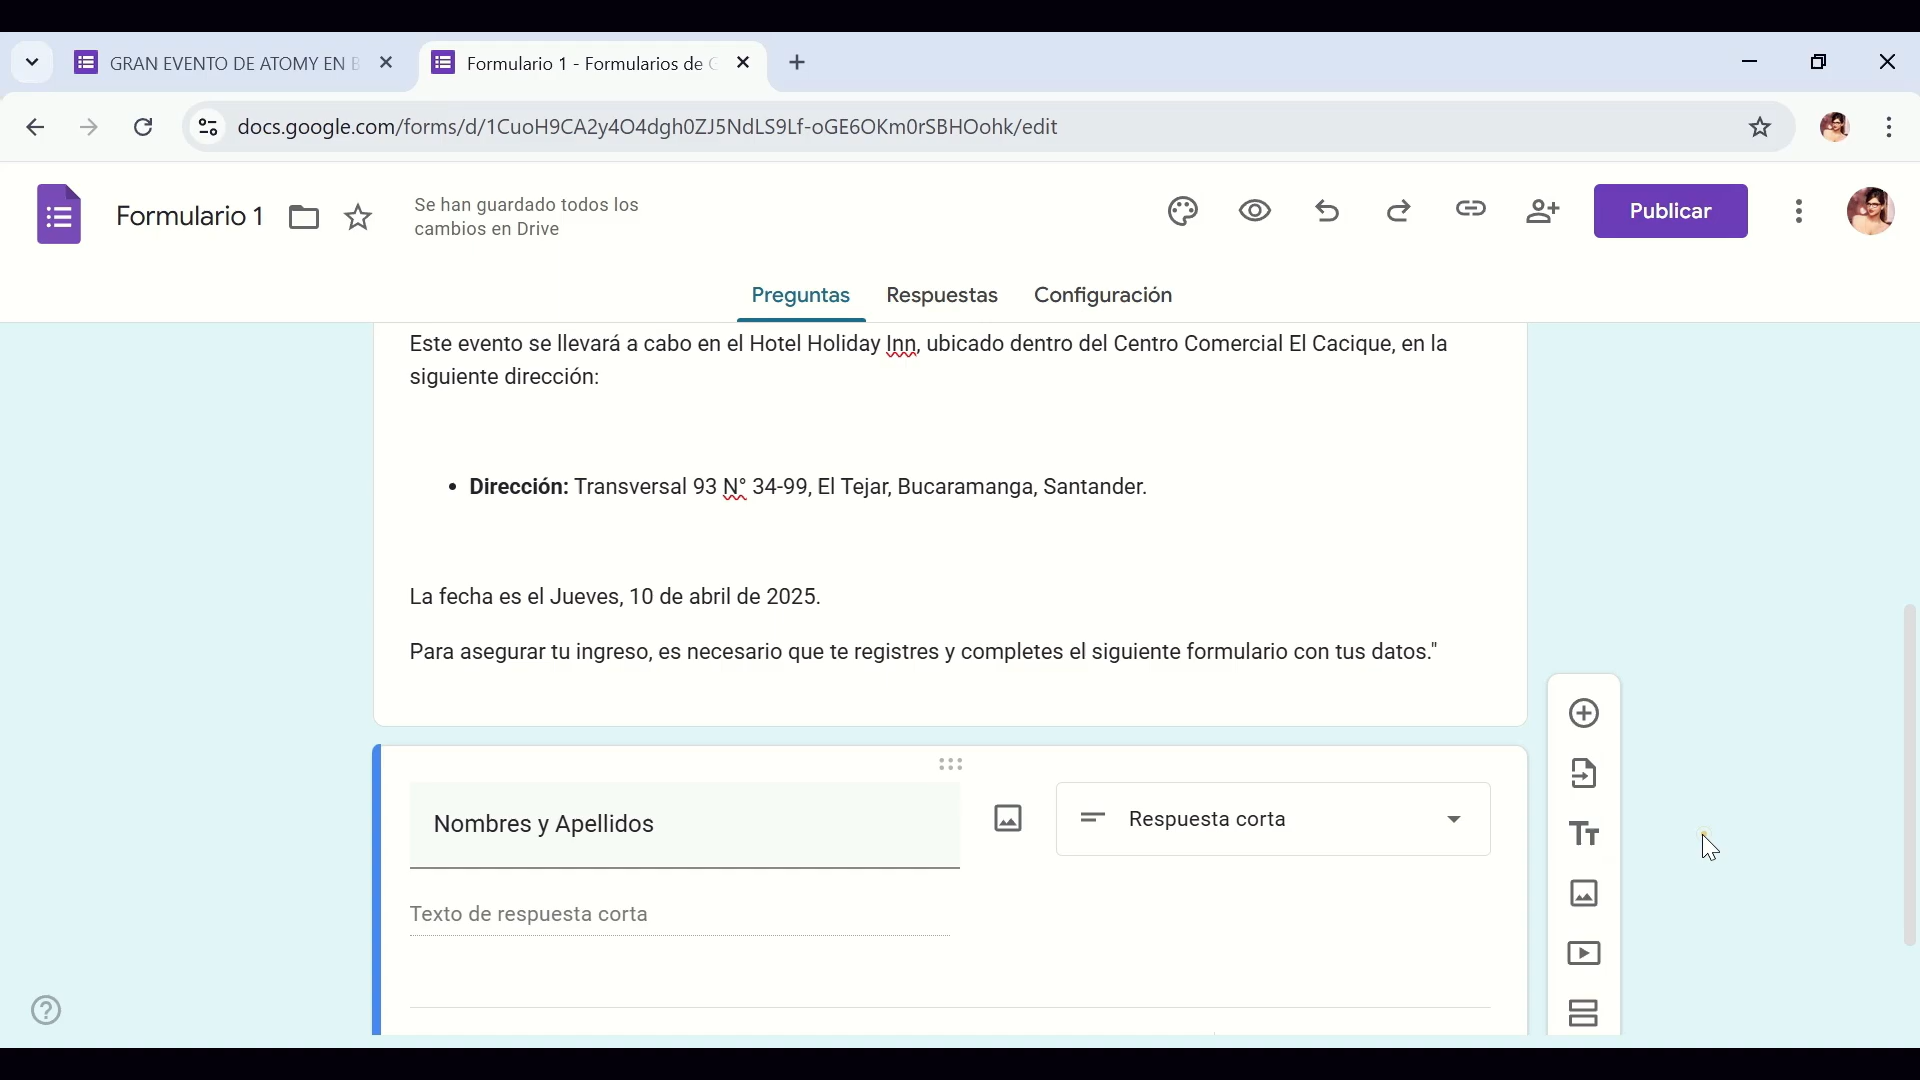 GRAN EVENTO DE ATOMY EN B
Formulario 1 - Formularios de G
docs.google.com/forms/d/1CuoH9CA2y4O4dgh0ZJ5NdLS9Lf-oGE6OKm0rSBHOohk/edit
Formulario 1
Se han guardado todos los
cambios en Drive
Publicar
Preguntas
Respuestas
Configuración
Este evento se llevará a cabo en el Hotel Holiday Inn, ubicado dentro del Centro Comercial El Cacique, en la
siguiente dirección:
• Dirección: Transversal 93 N° 34-99, El Tejar, Bucaramanga, Santander.
La fecha es el Jueves, 10 de abril de 2025.
Para asegurar tu ingreso, es necesario que te registres y completes el siguiente formulario con tus datos."
Nombres y Apellidos
Respuesta corta
Texto de respuesta corta